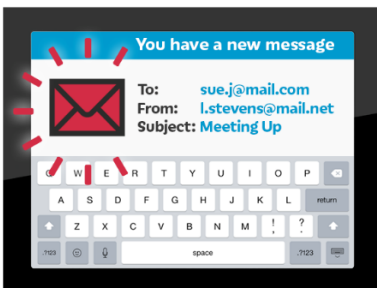 You have a new message
To: sue.j@mail.com
From: l.stevens@mail.net
Subject: Meeting Up
Q W E R T Y U I O P
A S D F G H J K L return
Z X C V B N M ! , ? .
.?123 space .?123